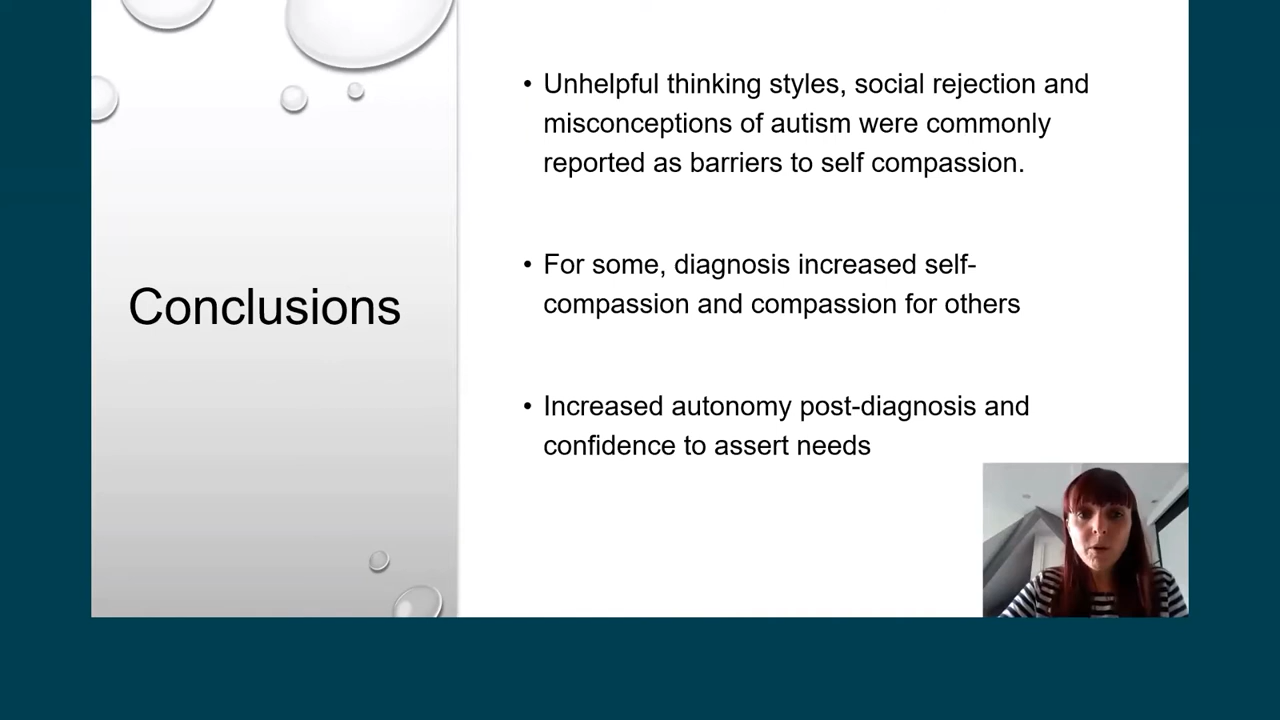 Conclusions
• Unhelpful thinking styles, social rejection and
misconceptions of autism were commonly
reported as barriers to self compassion.
• For some, diagnosis increased self-
compassion and compassion for others
• Increased autonomy post-diagnosis and
confidence to assert needs